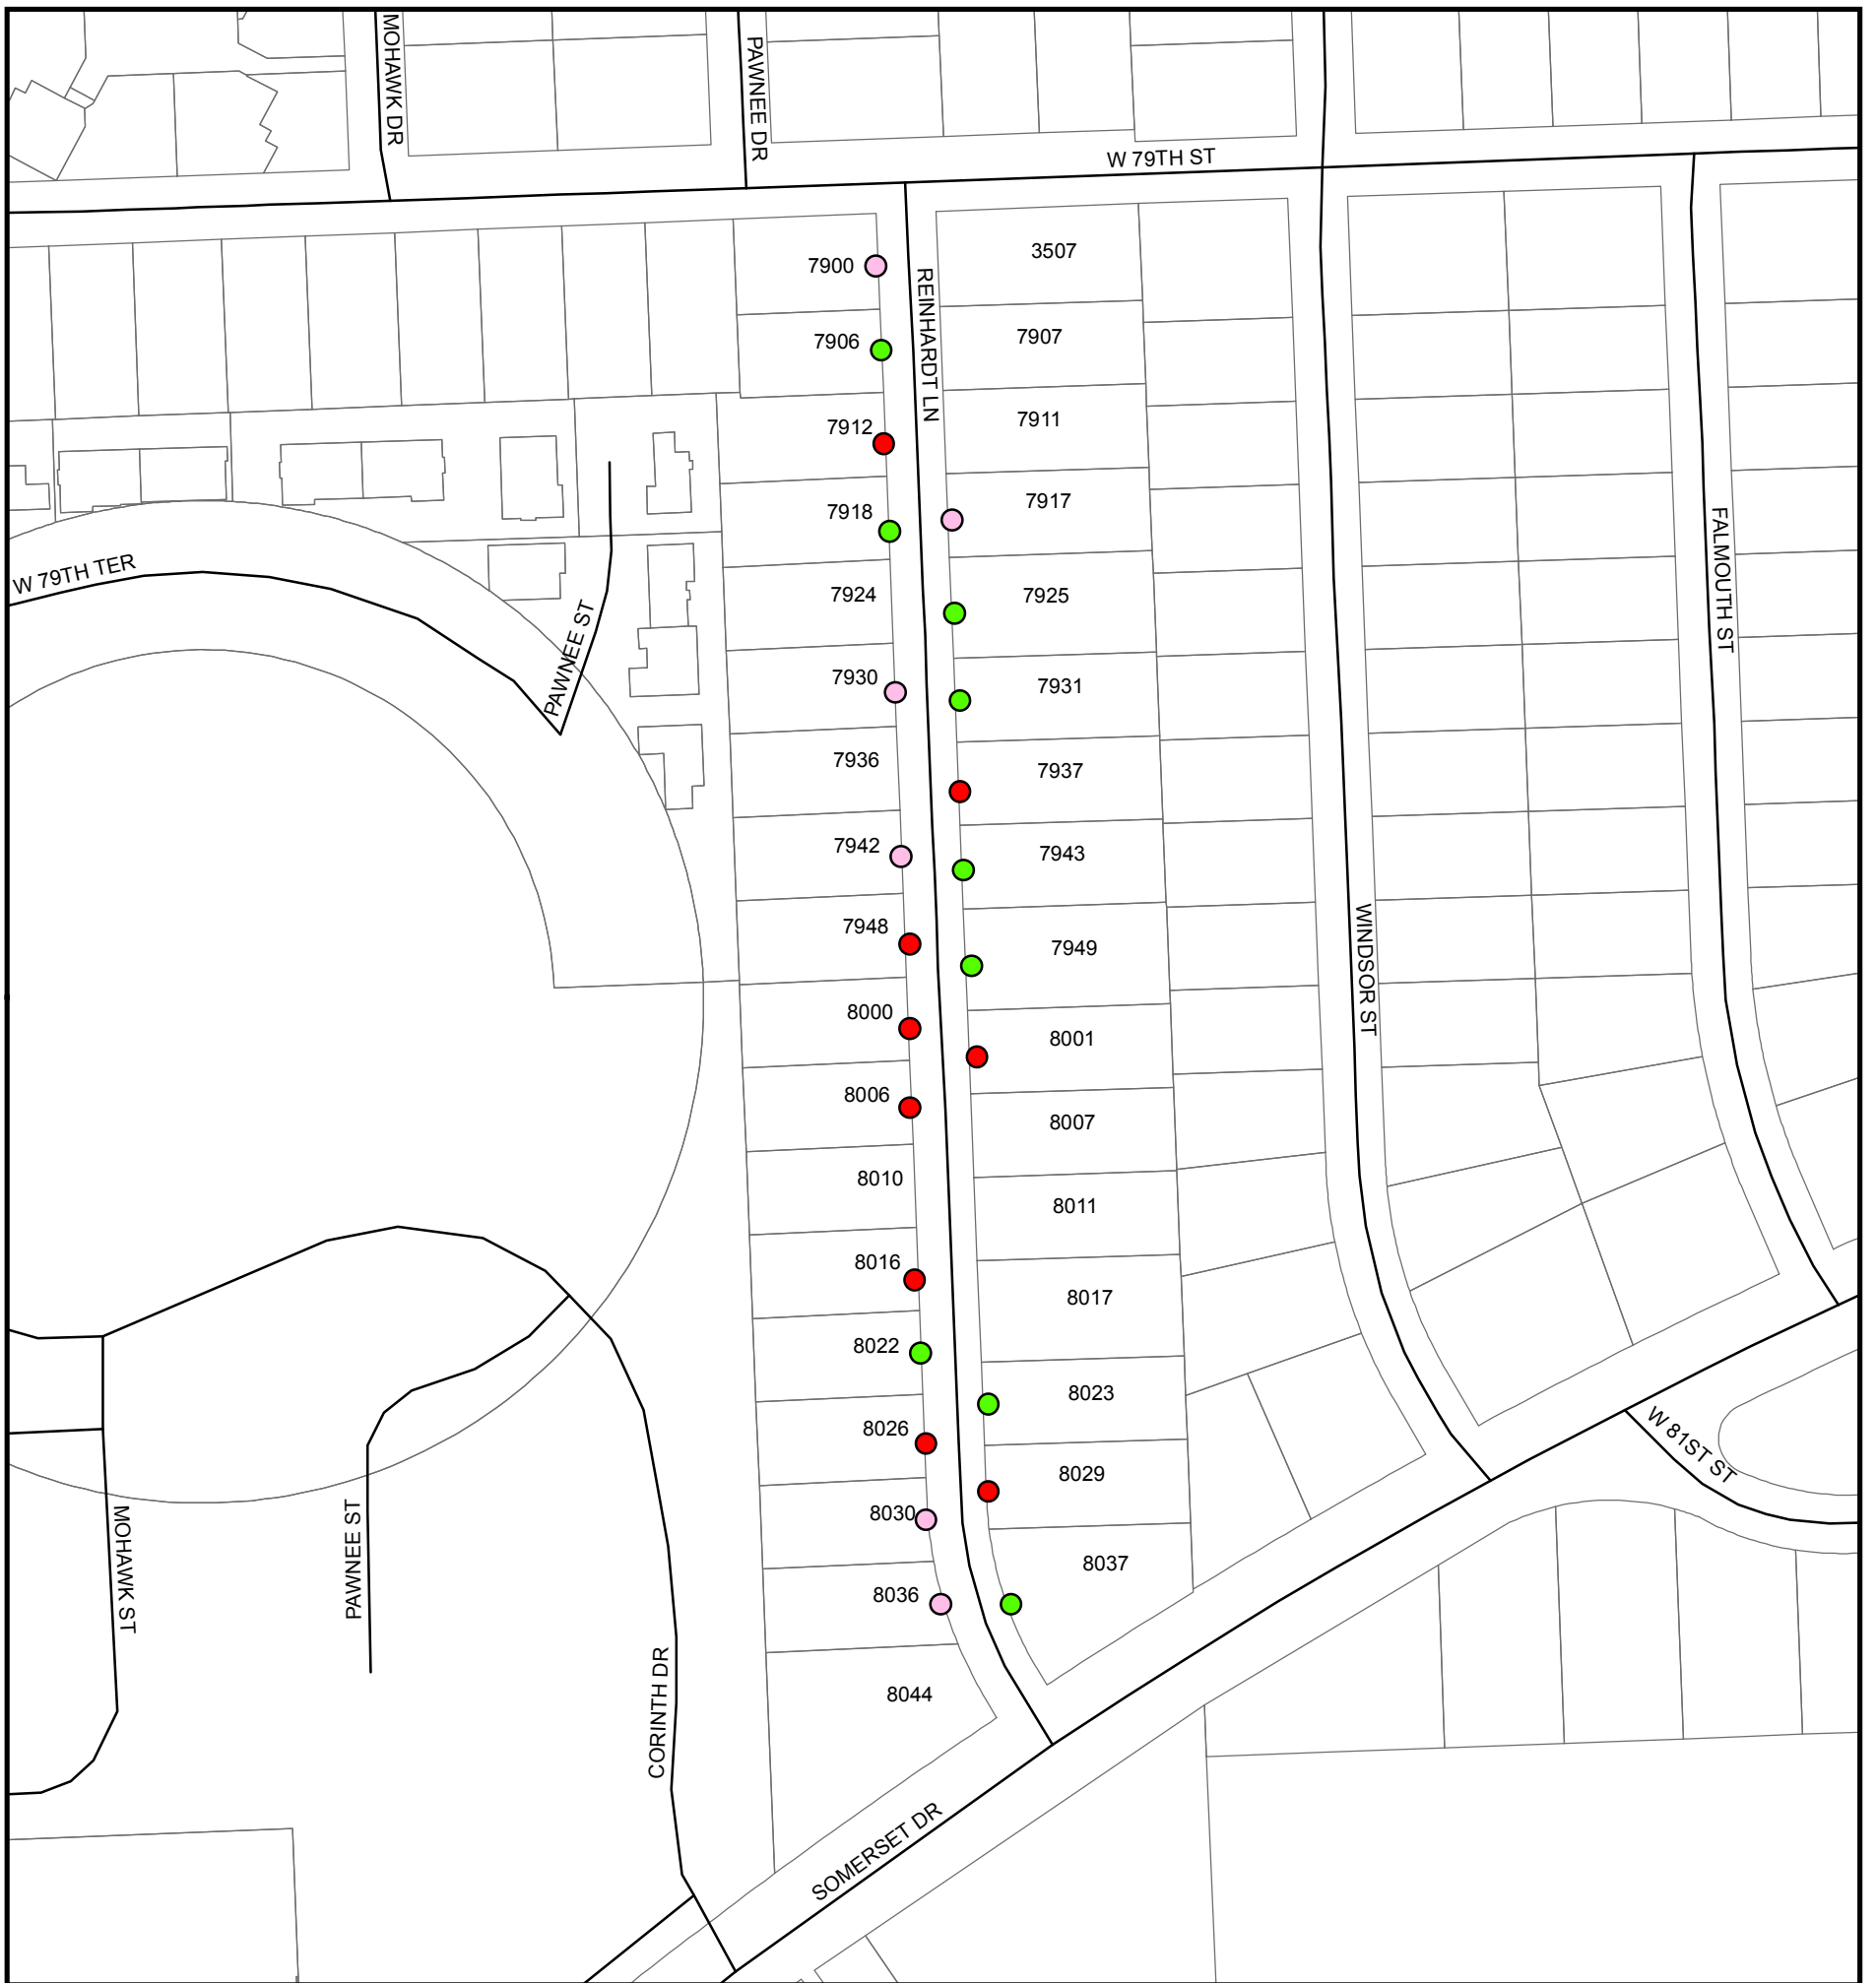 MOHAWK DR
PAWNEE DR
W 79TH ST
7900
3507
REINHARDT LN
7906
7907
7912
7911
7918
7917
FALMOUTH ST
W 79TH TER
7924
7925
PAWNEE ST
7930
7931
7936
7937
7942
7943
7948
7949
WINDSOR ST
8000
8001
8006
8007
8010
8011
8016
8017
8022
8023
8026
W 81ST ST
8029
8030
MOHAWK ST
PAWNEE ST
8037
8036
CORINTH DR
8044
SOMERSET DR